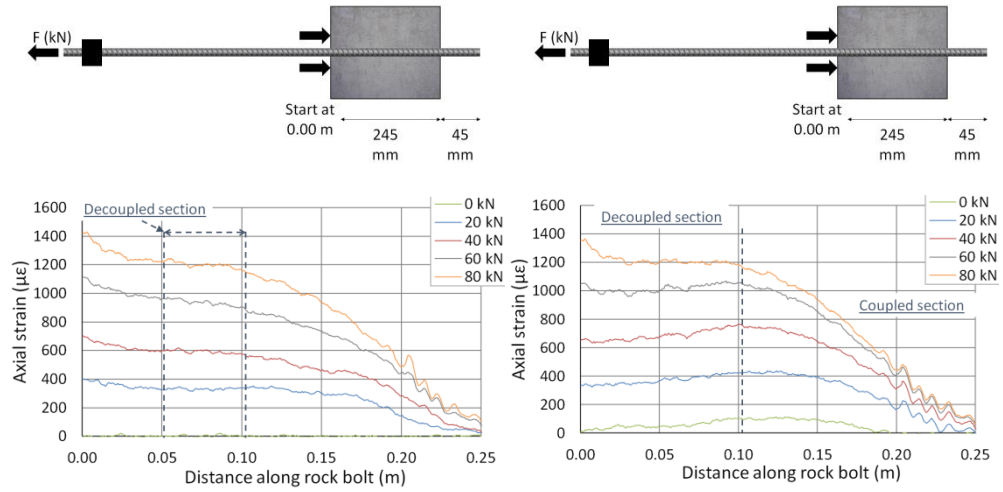 F (kN)
Start at
0.00 m
245
mm
45
mm
F (kN)
Start at
0.00 m
245
mm
45
mm
1600
1400
1200
1000
800
600
400
200
0
Axial strain (µε)
Decoupled section
0 kN
20 kN
40 kN
60 kN
80 kN
0.00
0.05
0.10
0.15
0.20
0.25
Distance along rock bolt (m)
1600
1400
1200
1000
800
600
400
200
0
Axial strain (µε)
Decoupled section
Coupled section
0 kN
20 kN
40 kN
60 kN
80 kN
0.00
0.05
0.10
0.15
0.20
0.25
Distance along rock bolt (m)